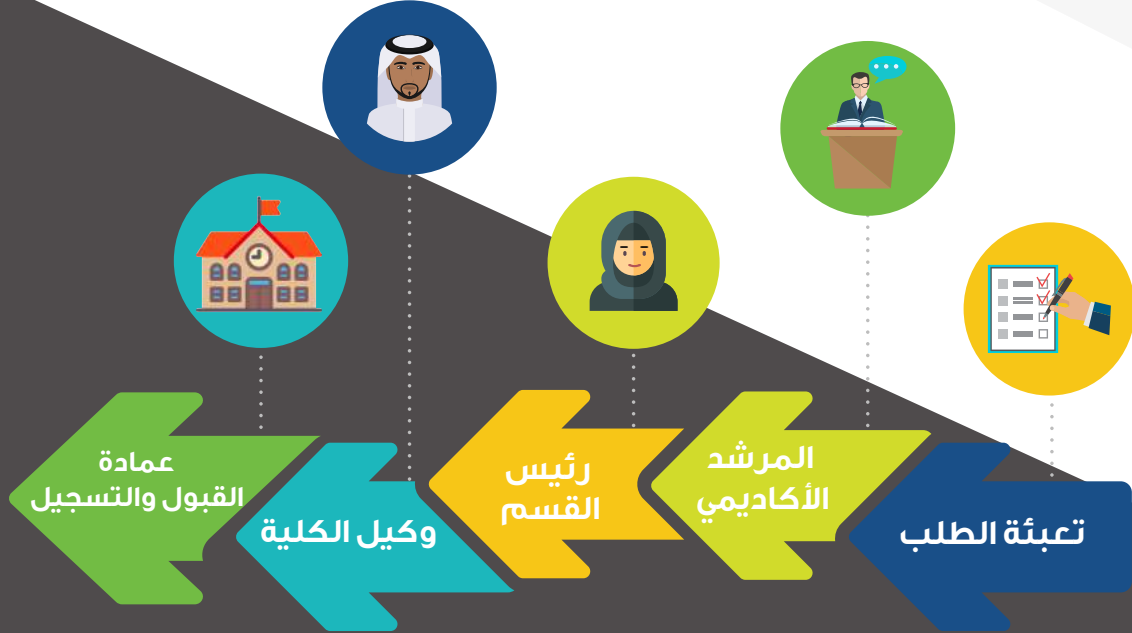 تعبئة الطلب
المرشد
الأكاديمي
رئيس
القسم
وكيل الكلية
عمادة
القبول والتسجيل